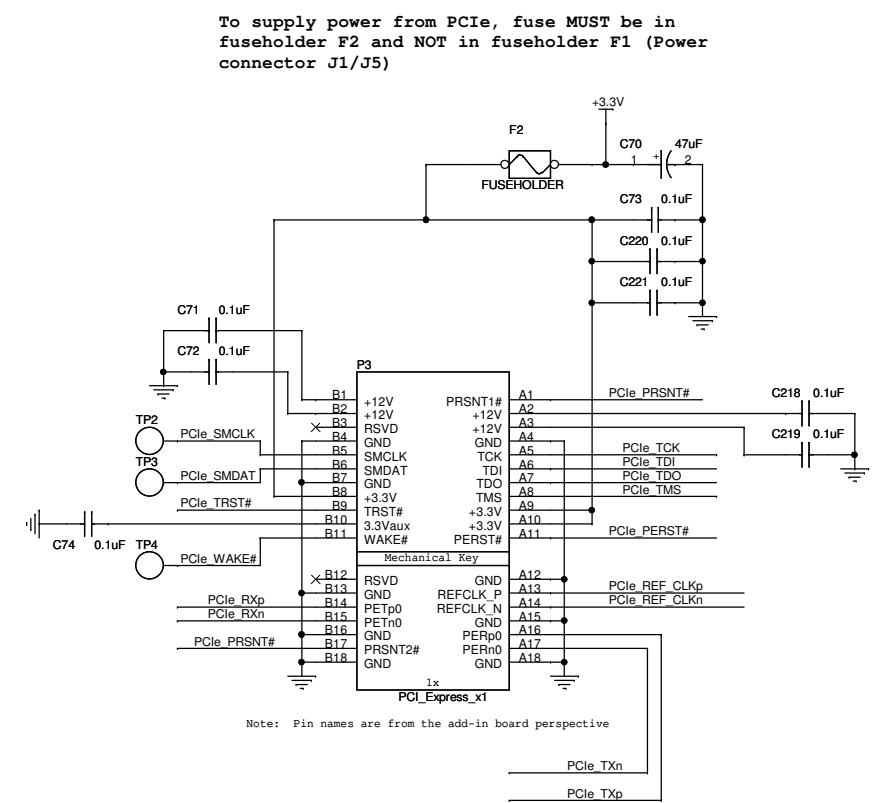 To supply power from PCIe, fuse MUST be in
fuseholder F2 and NOT in fuseholder F1 (Power
connector J1/J5)
+3.3V
F2
C70
47uF
1
+
2
FUSEHOLDER
C73
0.1uF
C220
0.1uF
C221
0.1uF
C71
0.1uF
C72
0.1uF
P3
B1
+12V
PRSNT1#
A1
PCIe_PRSNT#
C218
0.1uF
B2
+12V
+12V
A2
B3
RSVD
+12V
A3
TP2
PCIe_SMCLK
B4
GND
GND
A4
C219
0.1uF
B5
SMCLK
TCK
A5
PCIe_TCK
TP3
PCIe_SMDAT
B6
SMDAT
TDI
A6
PCIe_TDI
B7
GND
TDO
A7
PCIe_TDO
B8
+3.3V
TMS
A8
PCIe_TMS
PCIe_TRST#
B9
TRST#
+3.3V
A9
B10
3.3Vaux
+3.3V
A10
C74
0.1uF
TP4
B11
WAKE#
PERST#
A11
PCIe_PERST#
PCIe_WAKE#
Mechanical Key
B12
RSVD
GND
A12
B13
GND
REFCLK_P
A13
PCIe_REF_CLKp
PCIe_RXp
B14
PETp0
REFCLK_N
A14
PCIe_REF_CLKn
PCIe_RXn
B15
PETn0
GND
A15
B16
GND
PERp0
A16
PCIe_PRSNT#
B17
PRSNT2#
PERn0
A17
B18
GND
GND
A18
1x
PCI_Express_x1
Note: Pin names are from the add-in board perspective
PCIe_TXn
PCIe_TXp